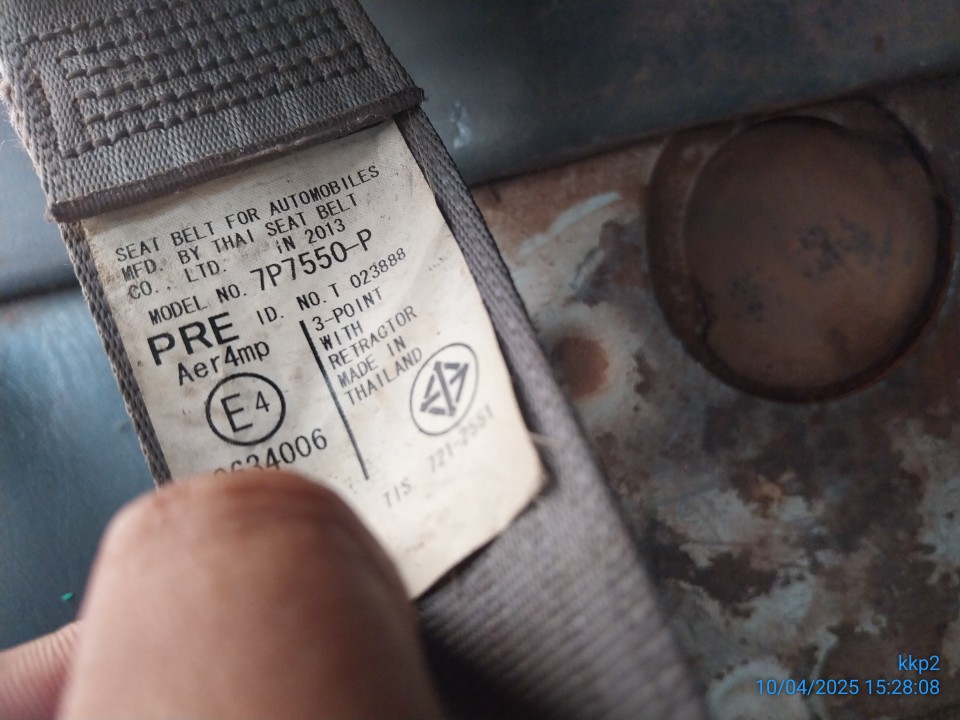 SEAT BELT FOR AUTOMOBILES
MFD. BY THAI SEAT BELT
CO., LTD. IN 2013
MODEL NO. 7P7550-P
PRE ID. NO. T 023888
Aer4mp
E4
3-POINT
WITH
RETRACTOR
MADE IN
THAILAND
TIS 721-2551
kkp2
10/04/2025 15:28:08